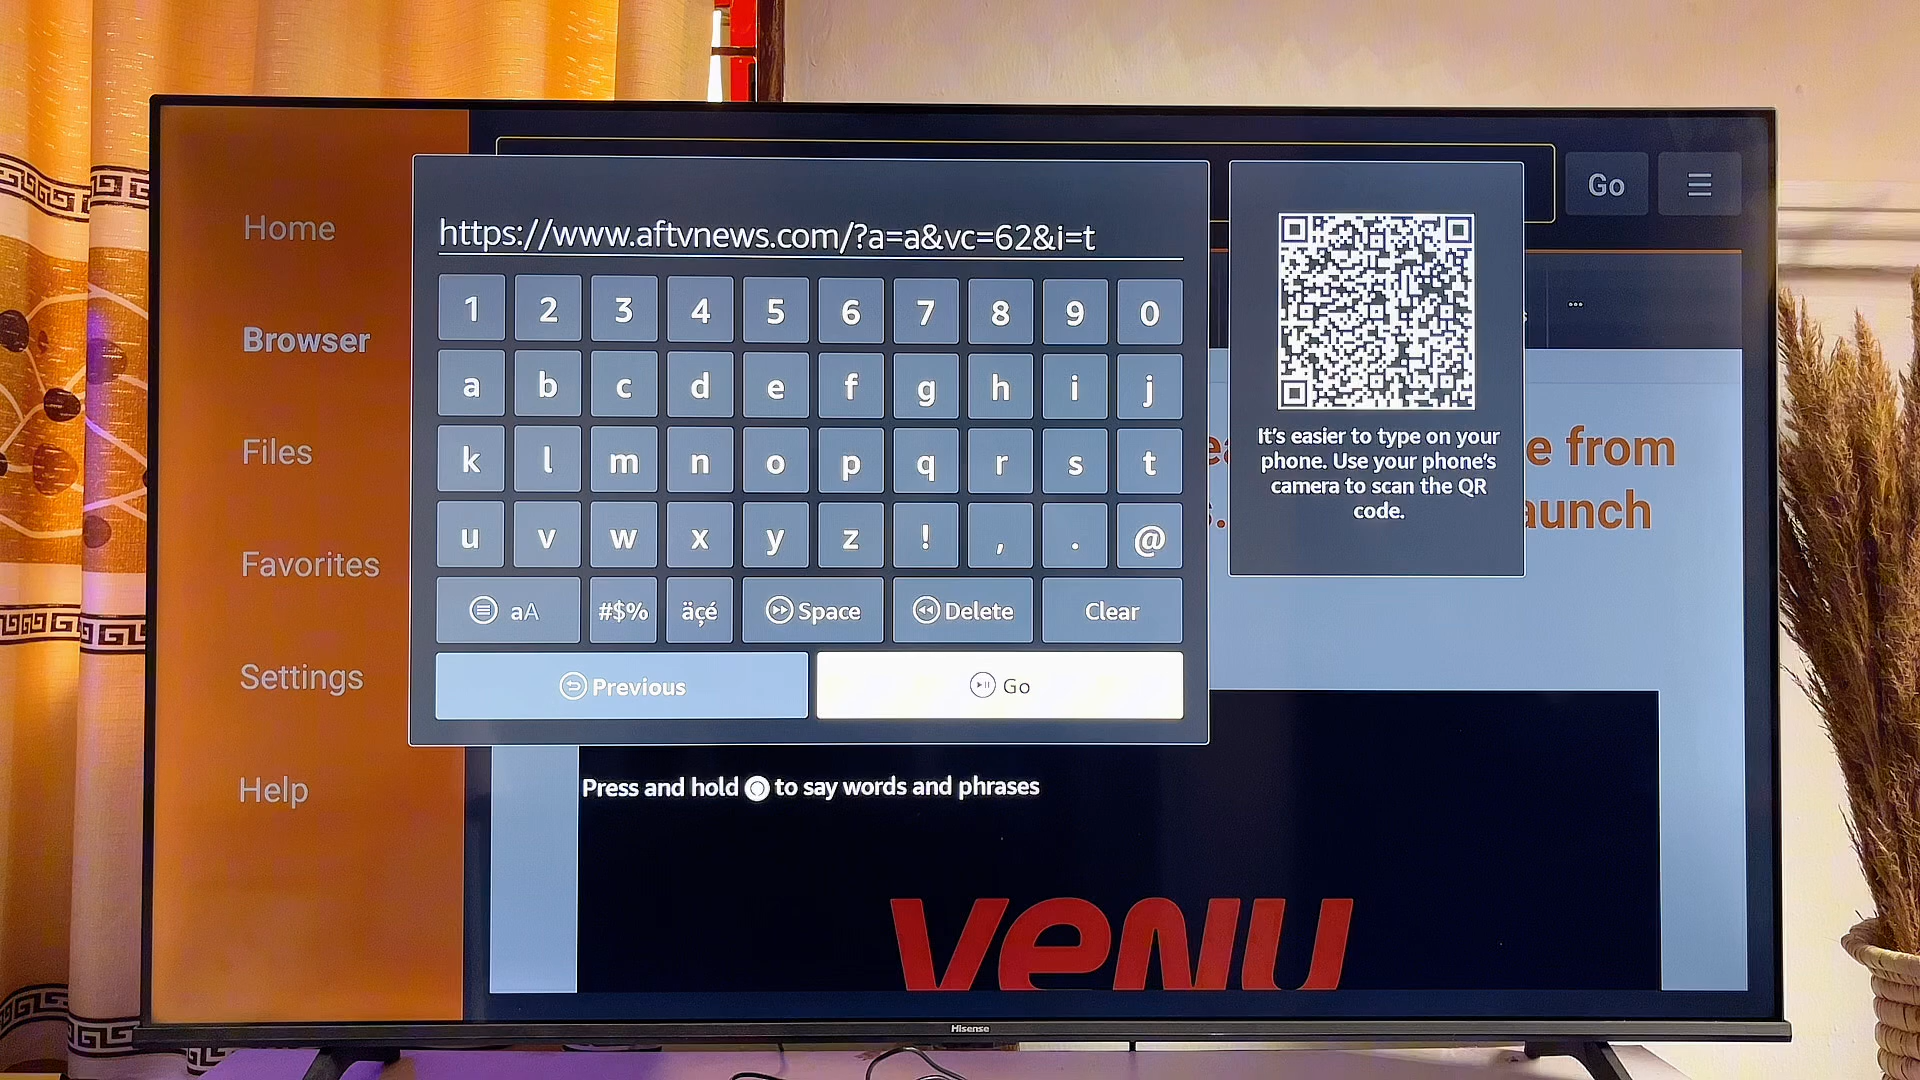 Home
Browser
Files
Favorites
Settings
Help
Go
https://www.aftvnews.com/?a=a&vc=62&i=t
1 2 3 4 5 6 7 8 9 0
a b c d e f g h i j
k l m n o p q r s t
u v w x y z ! , . @
aA #$% äçé Space Delete Clear
Previous Go
It's easier to type on your
phone. Use your phone's
camera to scan the QR
code.
from
Press and hold to say words and phrases
venu
Hisense